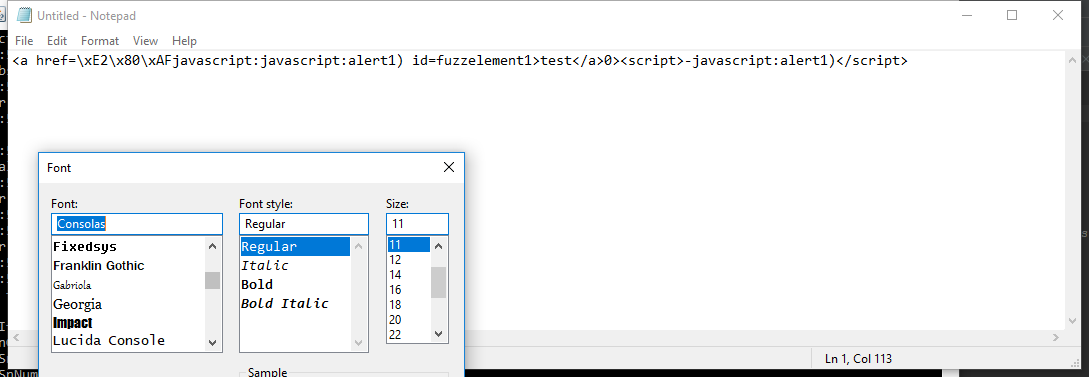 Untitled - Notepad
File Edit Format View Help
<a href=\xE2\x80\xAFjavascript:javascript:alert1) id=fuzzelement1>test</a>0><script>-javascript:alert1)</script>
Font
Font: Font style: Size:
Consolas Regular 11
Fixedsys Regular 11
Franklin Gothic Italic 12
Gabriola Bold 14
Georgia Bold Italic 16
Impact 18
Lucida Console 20
22
Sample
Ln 1, Col 113